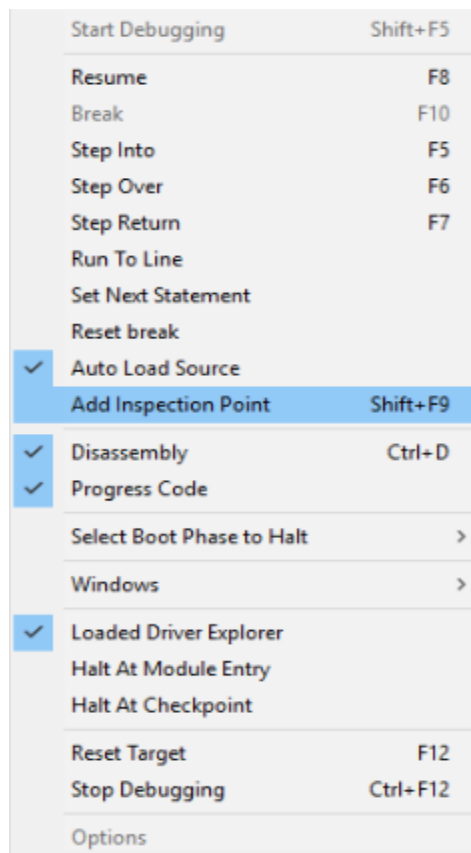 Start Debugging Shift+F5
Resume F8
Break F10
Step Into F5
Step Over F6
Step Return F7
Run To Line
Set Next Statement
Reset break
Auto Load Source
Add Inspection Point Shift+F9
Disassembly Ctrl+D
Progress Code
Select Boot Phase to Halt
Windows
Loaded Driver Explorer
Halt At Module Entry
Halt At Checkpoint
Reset Target F12
Stop Debugging Ctrl+F12
Options